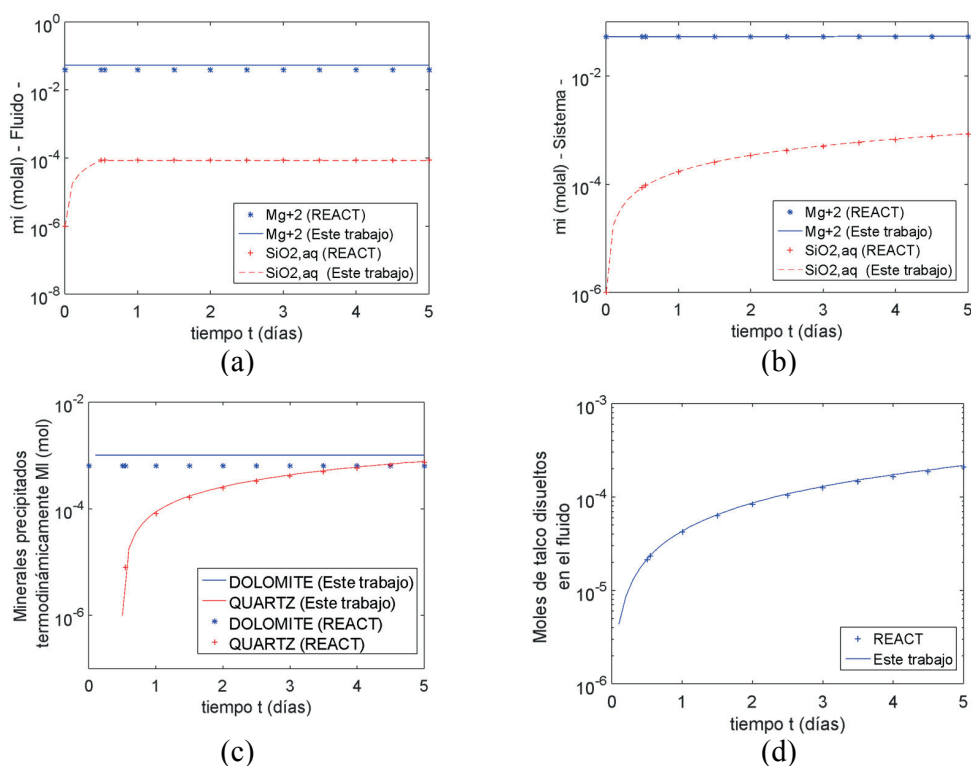 10^0
10^-2
10^-4
10^-6
10^-8
mi (molal) - Fluido -
Mg+2 (REACT)
Mg+2 (Este trabajo)
SiO2,aq (REACT)
SiO2,aq (Este trabajo)
0 1 2 3 4 5
tiempo t (días)
(a)
10^-2
10^-4
10^-6
mi (molal) - Sistema -
Mg+2 (REACT)
Mg+2 (Este trabajo)
SiO2,aq (REACT)
SiO2,aq (Este trabajo)
0 1 2 3 4 5
tiempo t (días)
(b)
10^-2
10^-4
10^-6
Minerales precipitados
termodinámicamente MI (mol)
DOLOMITE (Este trabajo)
QUARTZ (Este trabajo)
DOLOMITE (REACT)
QUARTZ (REACT)
0 1 2 3 4 5
tiempo t (días)
(c)
10^-3
10^-4
10^-5
10^-6
Moles de talco disueltos
en el fluido
REACT
Este trabajo
0 1 2 3 4 5
tiempo t (días)
(d)